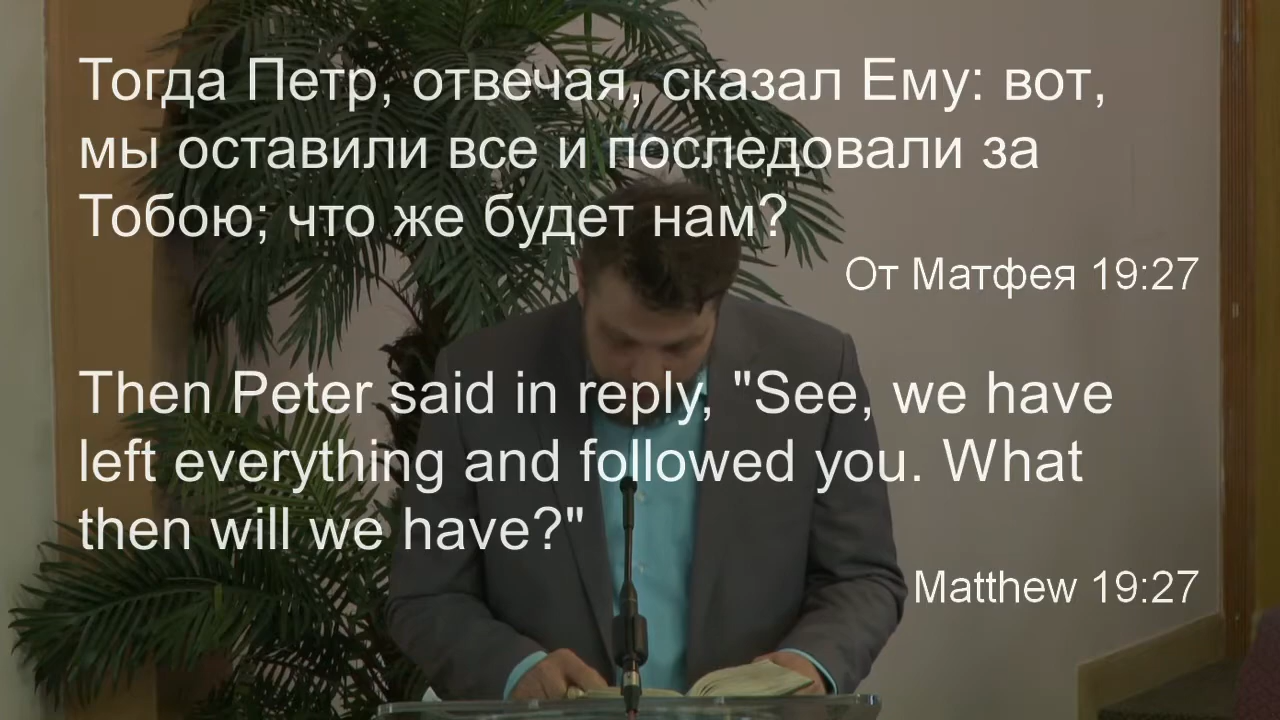 Тогда Петр, отвечая, сказал Ему: вот,
мы оставили все и последовали за
Тобою; что же будет нам?
От Матфея 19:27
Then Peter said in reply, "See, we have
left everything and followed you. What
then will we have?"
Matthew 19:27